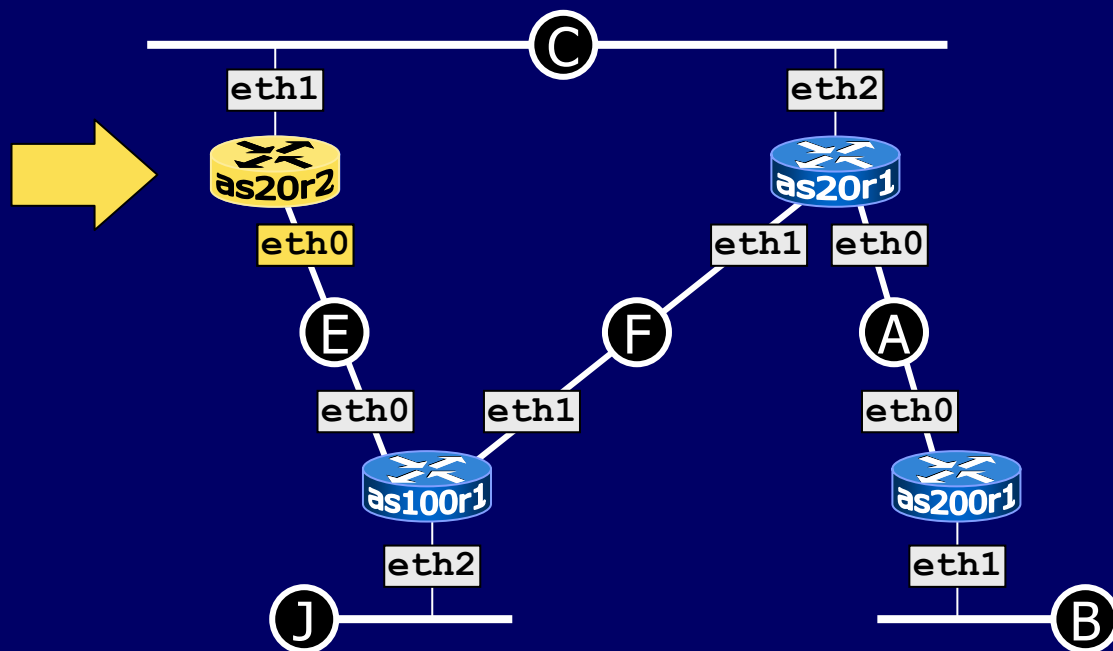 C
eth1
eth2
as20r2
as20r1
eth0
eth1
eth0
E
F
A
eth0
eth1
eth0
as100r1
as200r1
eth2
eth1
J
B